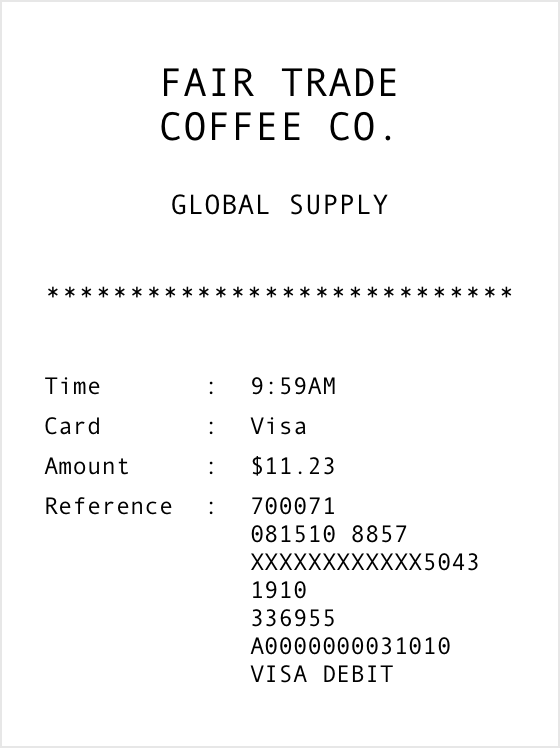 FAIR TRADE
COFFEE CO.
GLOBAL SUPPLY
****************************
Time : 9:59AM
Card : Visa
Amount : $11.23
Reference : 700071
081510 8857
XXXXXXXXXXXX5043
1910
336955
A0000000031010
VISA DEBIT